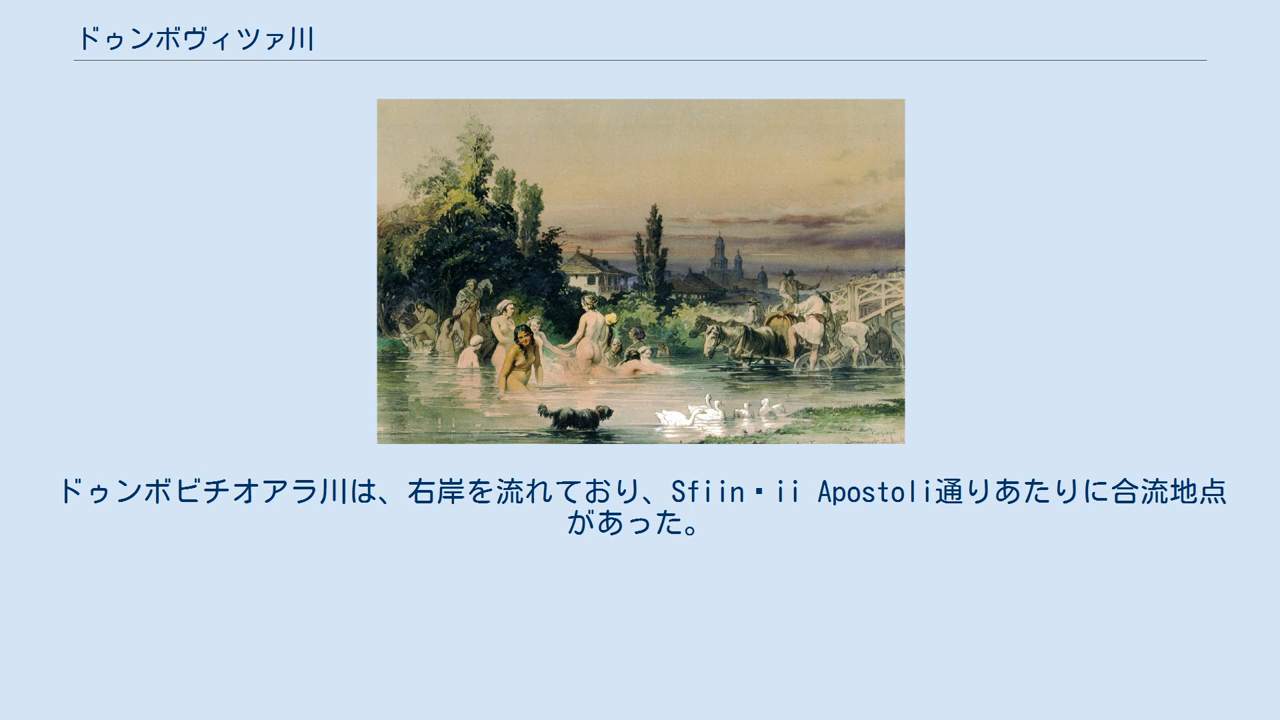 ドゥンボヴィツァ川
ドゥンボビチオアラ川は、右岸を流れており、Sfiin▪ii Apostoli通りあたりに合流地点
があった。